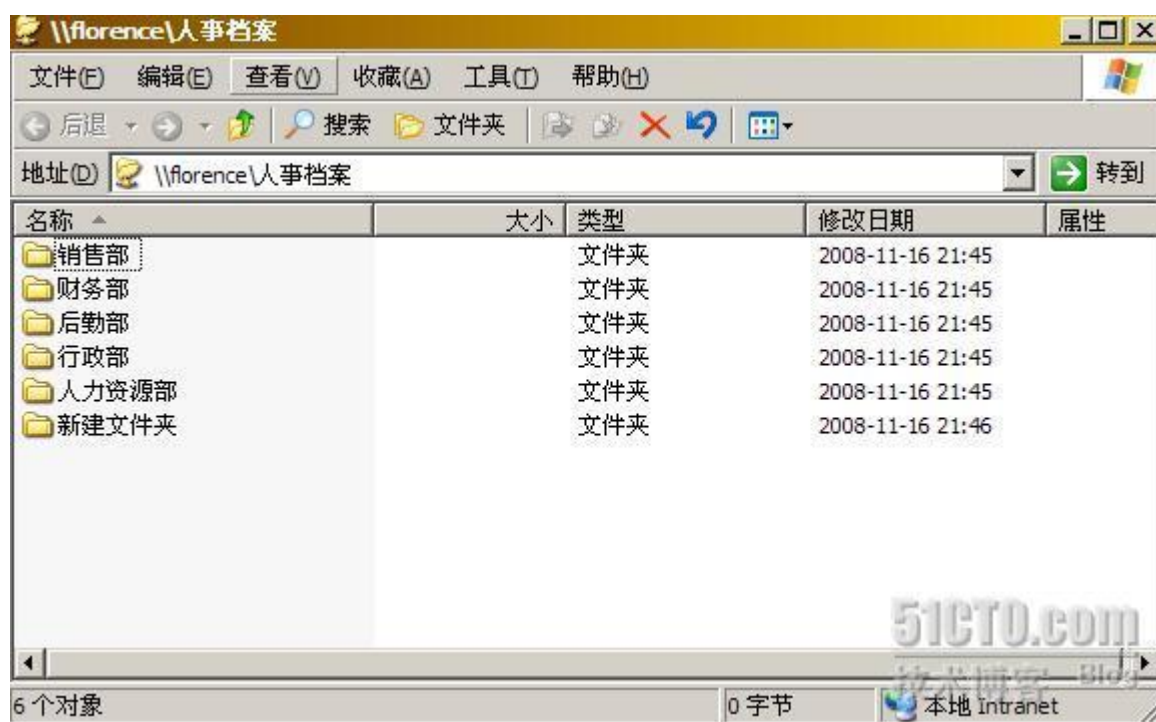 \\florence\人事档案
文件(F) 编辑(E) 查看(V) 收藏(A) 工具(T) 帮助(H)
后退 搜索 文件夹
地址(D) \\florence\人事档案 转到
名称 大小 类型 修改日期 属性
销售部 文件夹 2008-11-16 21:45
财务部 文件夹 2008-11-16 21:45
后勤部 文件夹 2008-11-16 21:45
行政部 文件夹 2008-11-16 21:45
人力资源部 文件夹 2008-11-16 21:45
新建文件夹 文件夹 2008-11-16 21:46
51CTO.com
技术博客 Blog
6 个对象 0 字节 本地 Intranet